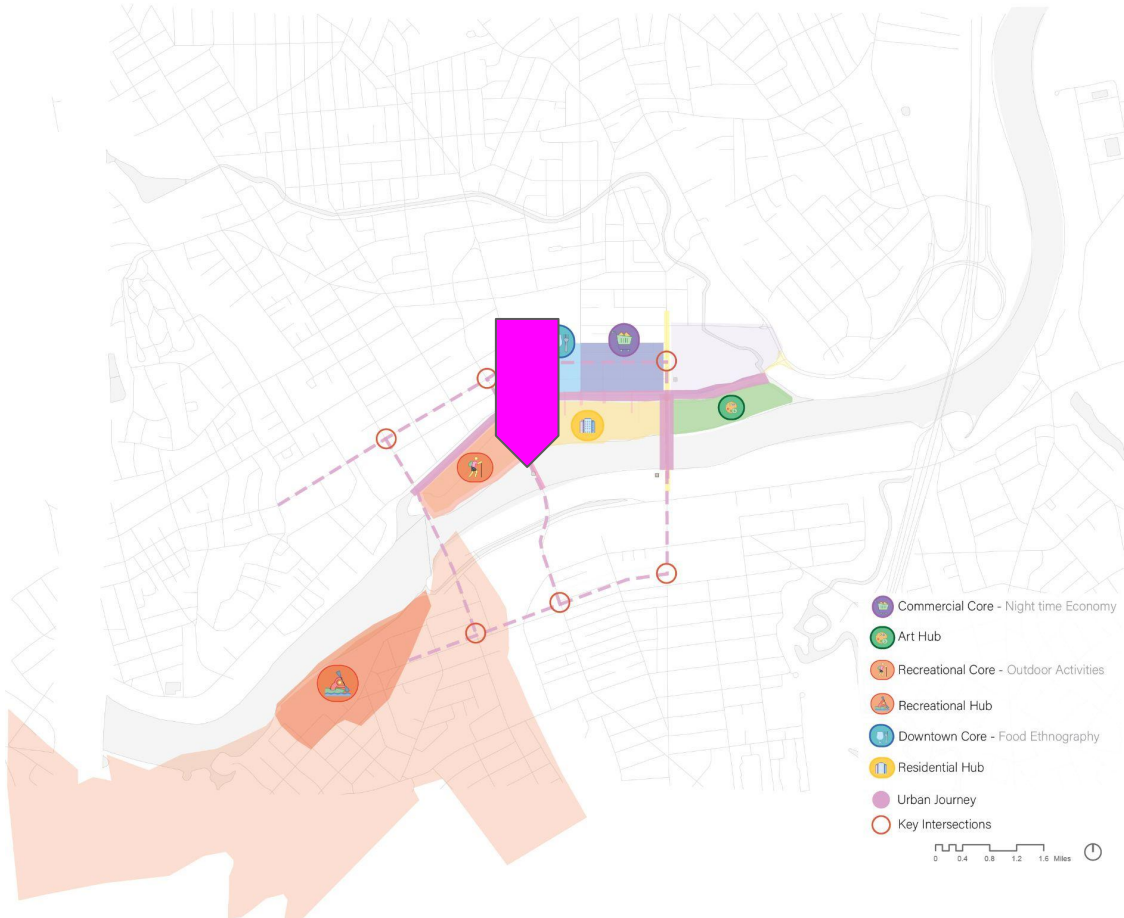 Commercial Core - Night time Economy
Art Hub
Recreational Core - Outdoor Activities
Recreational Hub
Downtown Core - Food Ethnography
Residential Hub
Urban Journey
Key Intersections
0 0.4 0.8 1.2 1.6 Miles